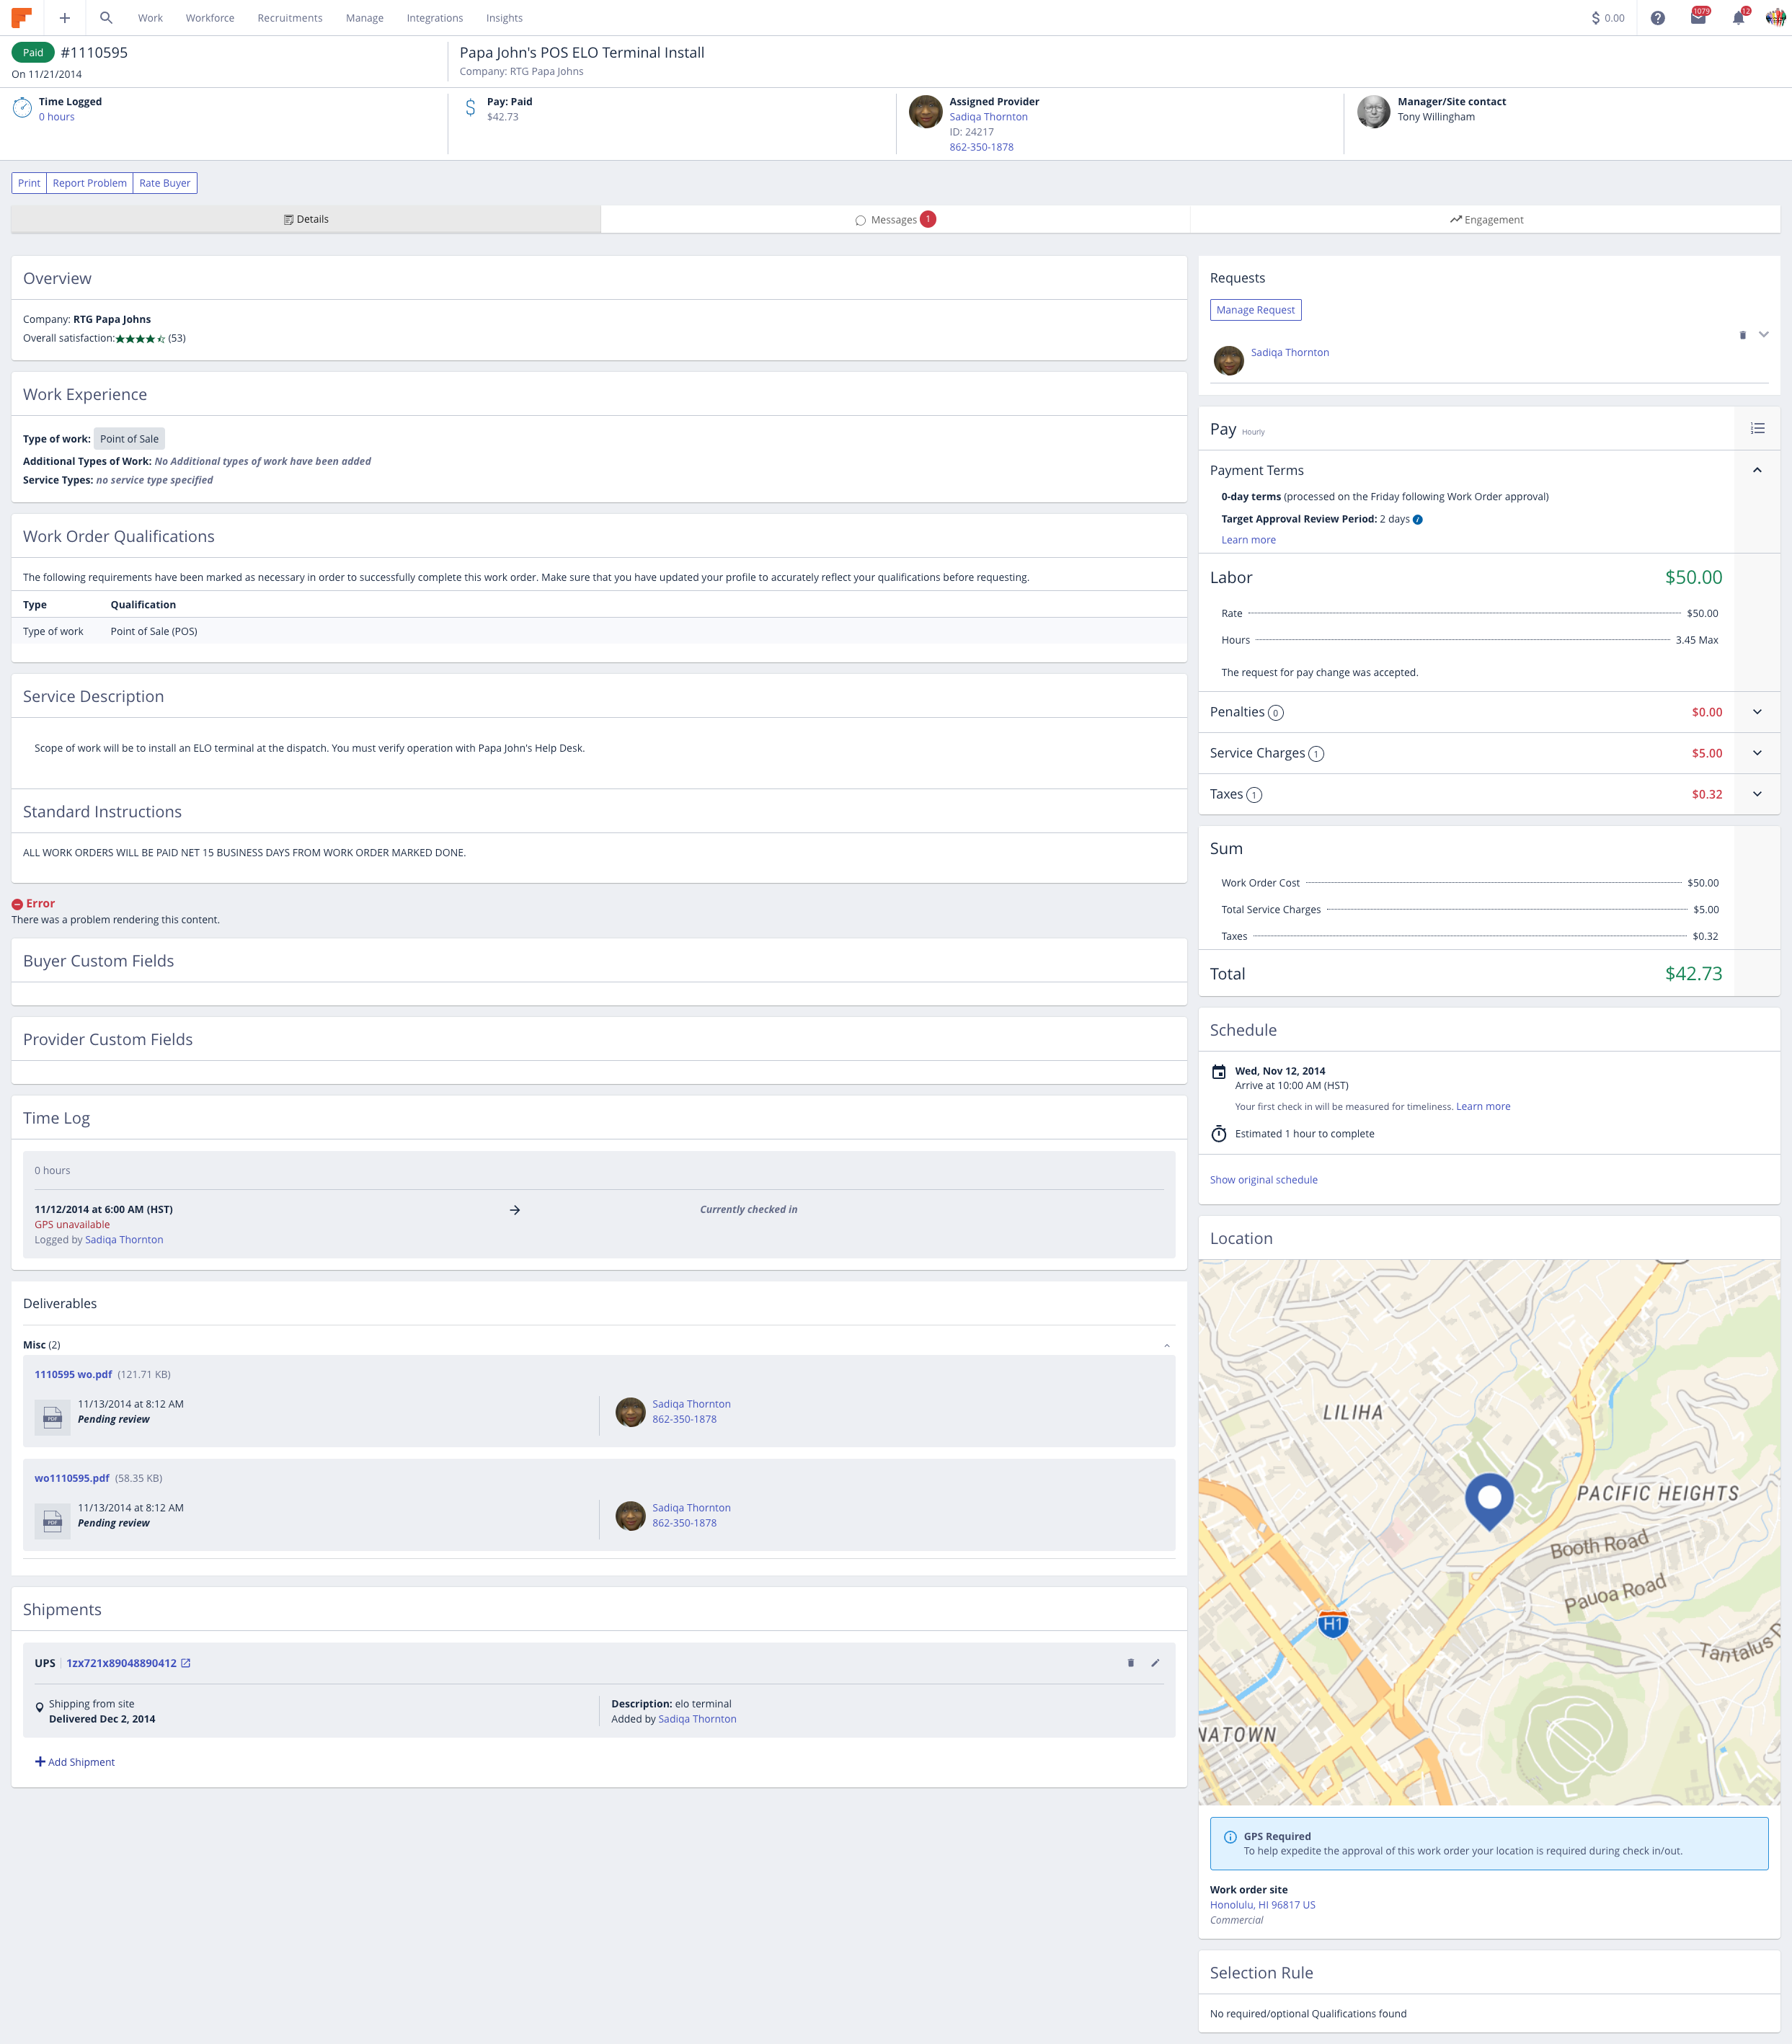 Work Workforce Recruitments Manage Integrations Insights
$ 0.00 1079 12
Paid #1110595
On 11/21/2014
Papa John's POS ELO Terminal Install
Company: RTG Papa Johns
Time Logged
0 hours
Pay: Paid
$42.73
Assigned Provider
Sadiqa Thornton
ID: 24217
862-350-1878
Manager/Site contact
Tony Willingham
Print Report Problem Rate Buyer
Details Messages 1 Engagement
Overview
Company: RTG Papa Johns
Overall satisfaction: (53)
Work Experience
Type of work: Point of Sale
Additional Types of Work: No Additional types of work have been added
Service Types: no service type specified
Work Order Qualifications
The following requirements have been marked as necessary in order to successfully complete this work order. Make sure that you have updated your profile to accurately reflect your qualifications before requesting.
Type Qualification
Type of work Point of Sale (POS)
Service Description
Scope of work will be to install an ELO terminal at the dispatch. You must verify operation with Papa John's Help Desk.
Standard Instructions
ALL WORK ORDERS WILL BE PAID NET 15 BUSINESS DAYS FROM WORK ORDER MARKED DONE.
Error
There was a problem rendering this content.
Buyer Custom Fields
Provider Custom Fields
Time Log
0 hours
11/12/2014 at 6:00 AM (HST) Currently checked in
GPS unavailable
Logged by Sadiqa Thornton
Deliverables
Misc (2)
1110595 wo.pdf (121.71 KB)
PDF
11/13/2014 at 8:12 AM
Pending review
Sadiqa Thornton
862-350-1878
wo1110595.pdf (58.35 KB)
PDF
11/13/2014 at 8:12 AM
Pending review
Sadiqa Thornton
862-350-1878
Shipments
UPS 1zx721x89048890412
Shipping from site
Delivered Dec 2, 2014
Description: elo terminal
Added by Sadiqa Thornton
Add Shipment
Requests
Manage Request
Sadiqa Thornton
Pay Hourly
Payment Terms
0-day terms (processed on the Friday following Work Order approval)
Target Approval Review Period: 2 days
Learn more
Labor $50.00
Rate $50.00
Hours 3.45 Max
The request for pay change was accepted.
Penalties 0 $0.00
Service Charges 1 $5.00
Taxes 1 $0.32
Sum
Work Order Cost $50.00
Total Service Charges $5.00
Taxes $0.32
Total $42.73
Schedule
Wed, Nov 12, 2014
Arrive at 10:00 AM (HST)
Your first check in will be measured for timeliness. Learn more
Estimated 1 hour to complete
Show original schedule
Location
LILIHA
PACIFIC HEIGHTS
Booth Road
Pauoa Road
H1
Tantalus
NATOWN
GPS Required
To help expedite the approval of this work order your location is required during check in/out.
Work order site
Honolulu, HI 96817 US
Commercial
Selection Rule
No required/optional Qualifications found